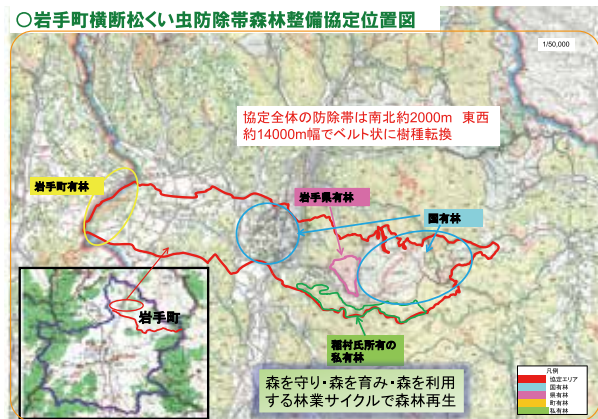 ○岩手町横断松くい虫防除帯森林整備協定位置図
1/50,000
協定全体の防除帯は南北約2000m 東西
約14000m幅でベルト状に樹種転換
岩手町有林
岩手県有林
国有林
岩手町
種村氏所有の
私有林
森を守り・森を育み・森を利用
する林業サイクルで森林再生
凡例
協定エリア
国有林
県有林
町有林
私有林